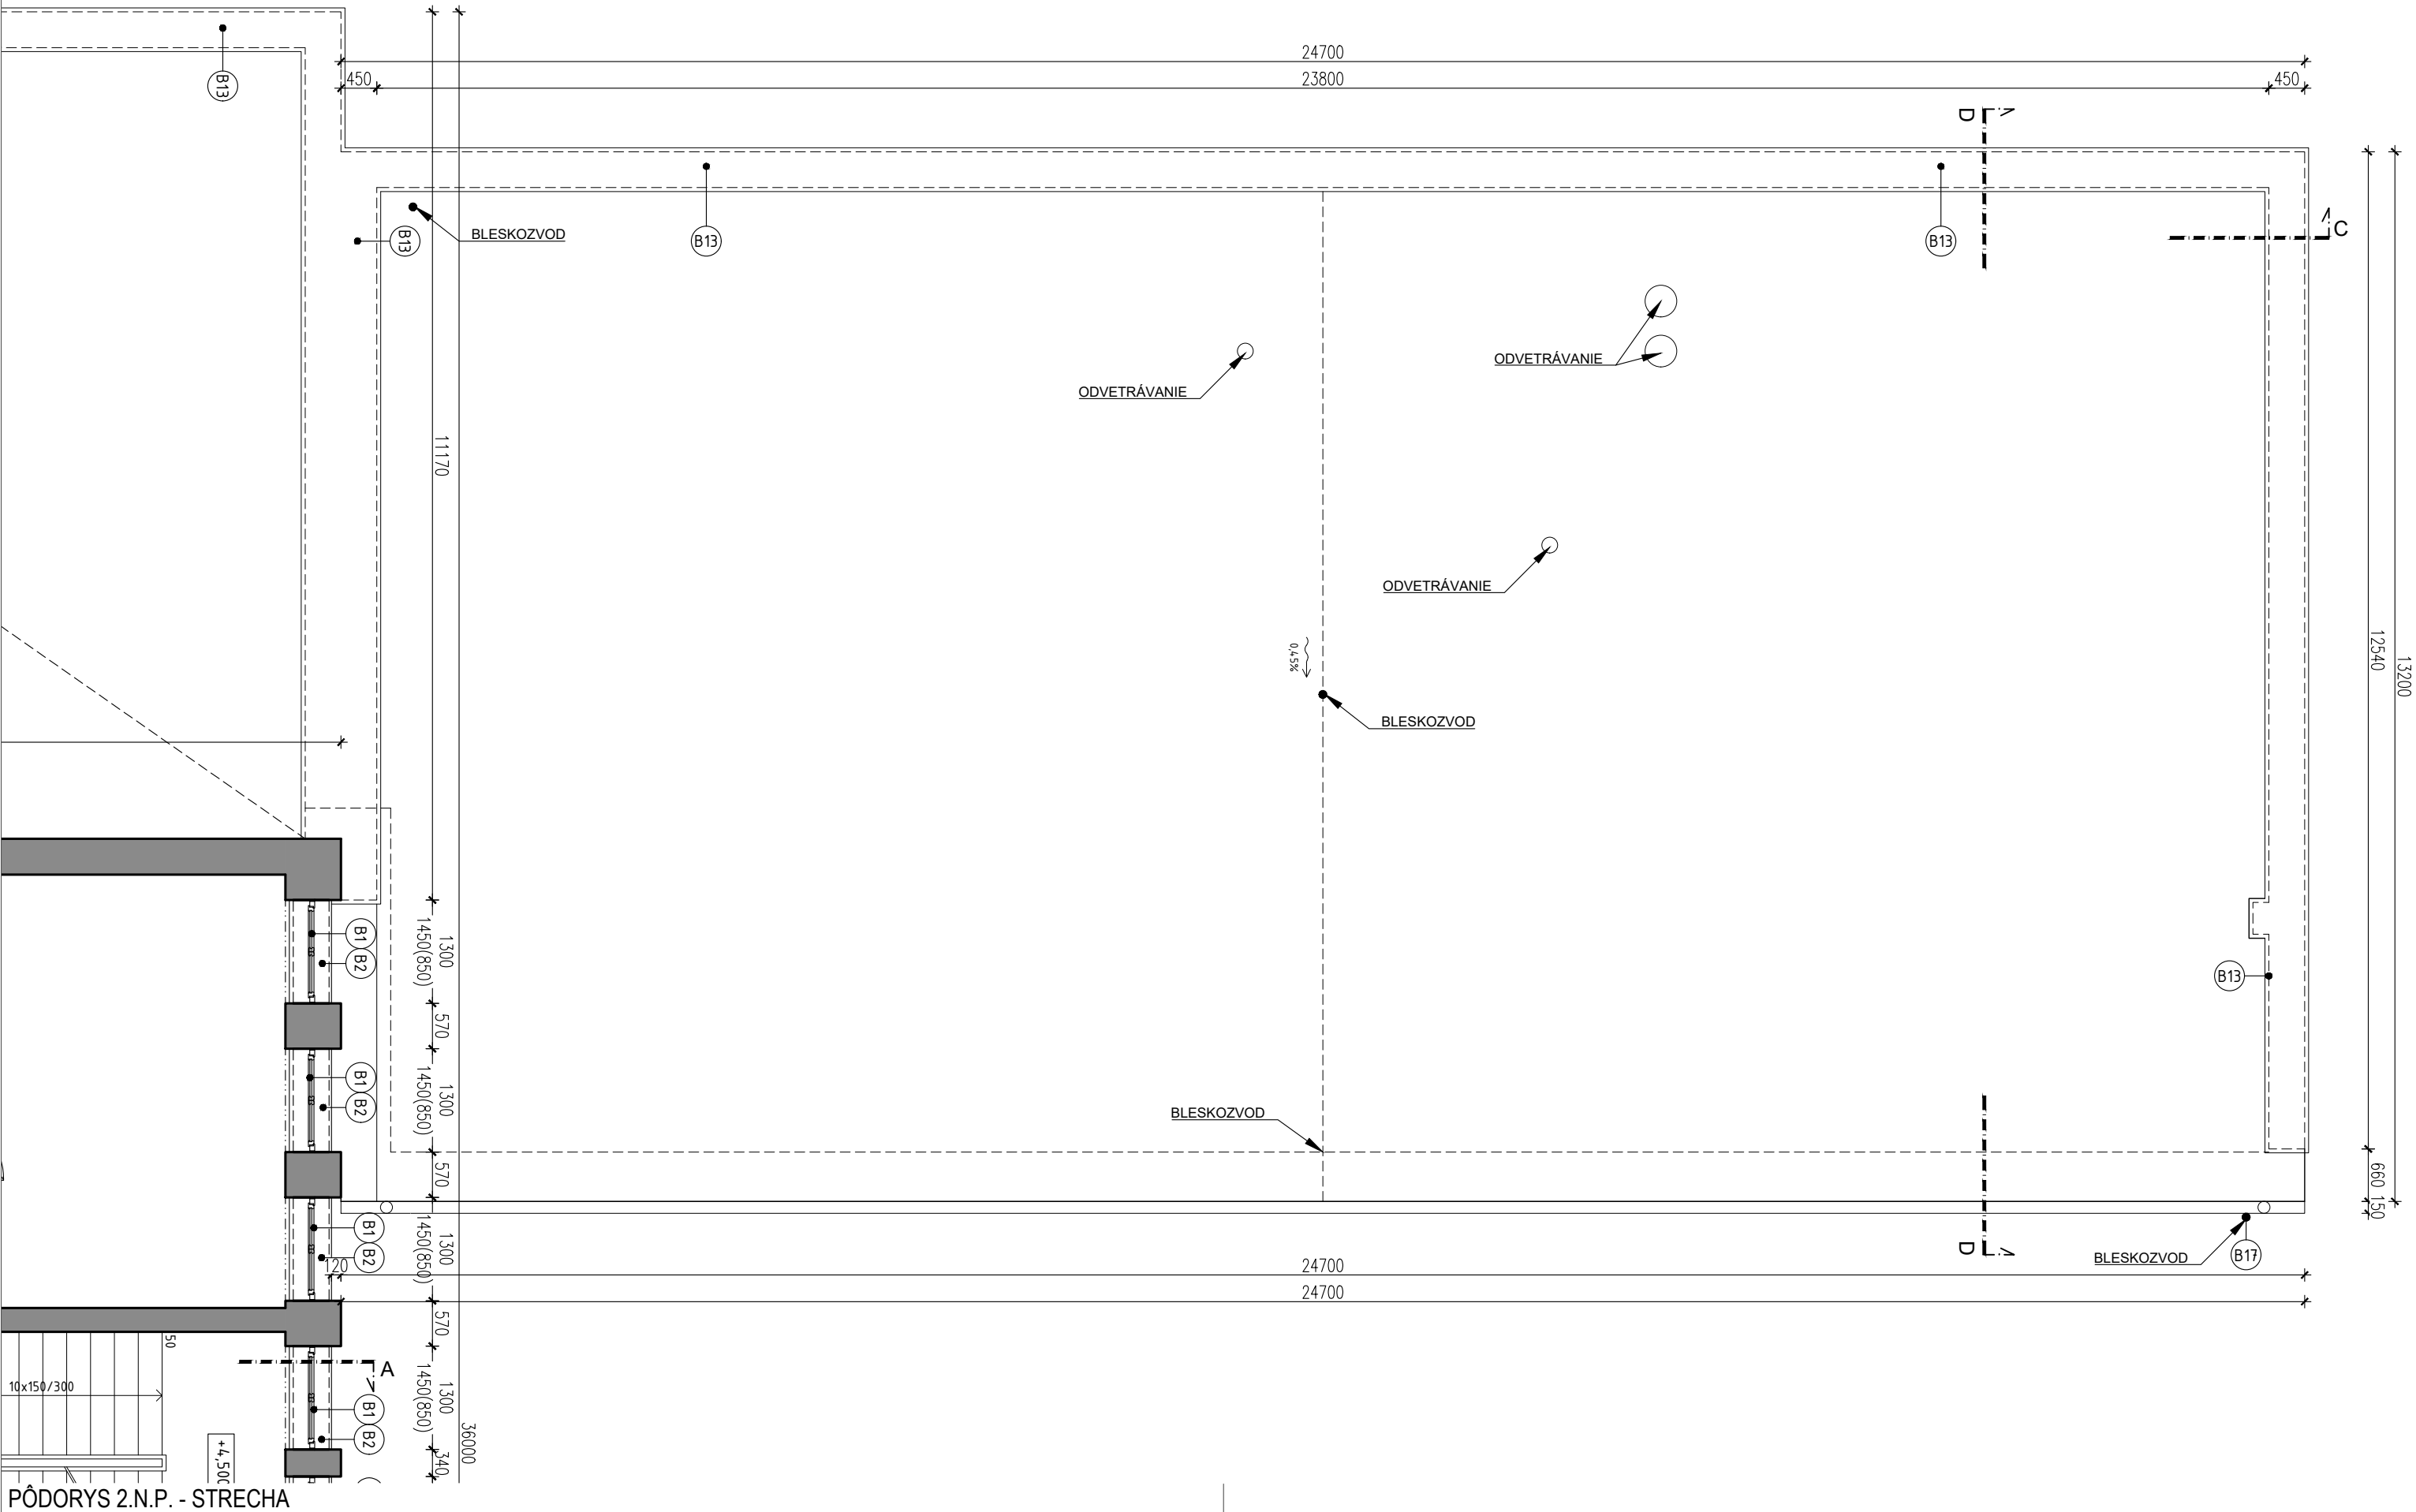 24700
450
23800
450
B13
D
C
B13
BLESKOZVOD
B13
B13
ODVETRÁVANIE
ODVETRÁVANIE
11170
ODVETRÁVANIE
0,45%
12540
13200
BLESKOZVOD
B1
B2
1300
1450(850)
B13
570
B1
B2
1300
1450(850)
BLESKOZVOD
570
660
150
B1
B2
1300
1450(850)
D
BLESKOZVOD
B17
120
24700
24700
570
50
A
10x150/300
B1
B2
1300
1450(850)
36000
340
+4,500
PÔDORYS 2.N.P. - STRECHA